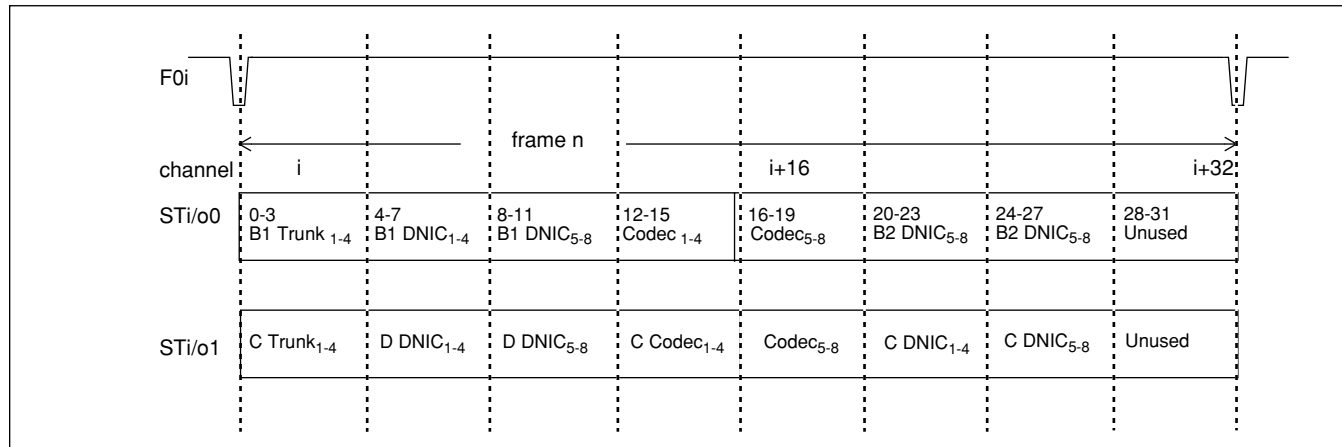 F0i
frame n
channel i i+16 i+32
STi/o0
0-3 4-7 8-11 12-15 16-19 20-23 24-27 28-31
B1 Trunk 1-4 B1 DNIC1-4 B1 DNIC5-8 Codec 1-4 Codec5-8 B2 DNIC5-8 B2 DNIC5-8 Unused
STi/o1 C Trunk1-4 D DNIC1-4 D DNIC5-8 C Codec1-4 Codec5-8 C DNIC1-4 C DNIC5-8 Unused